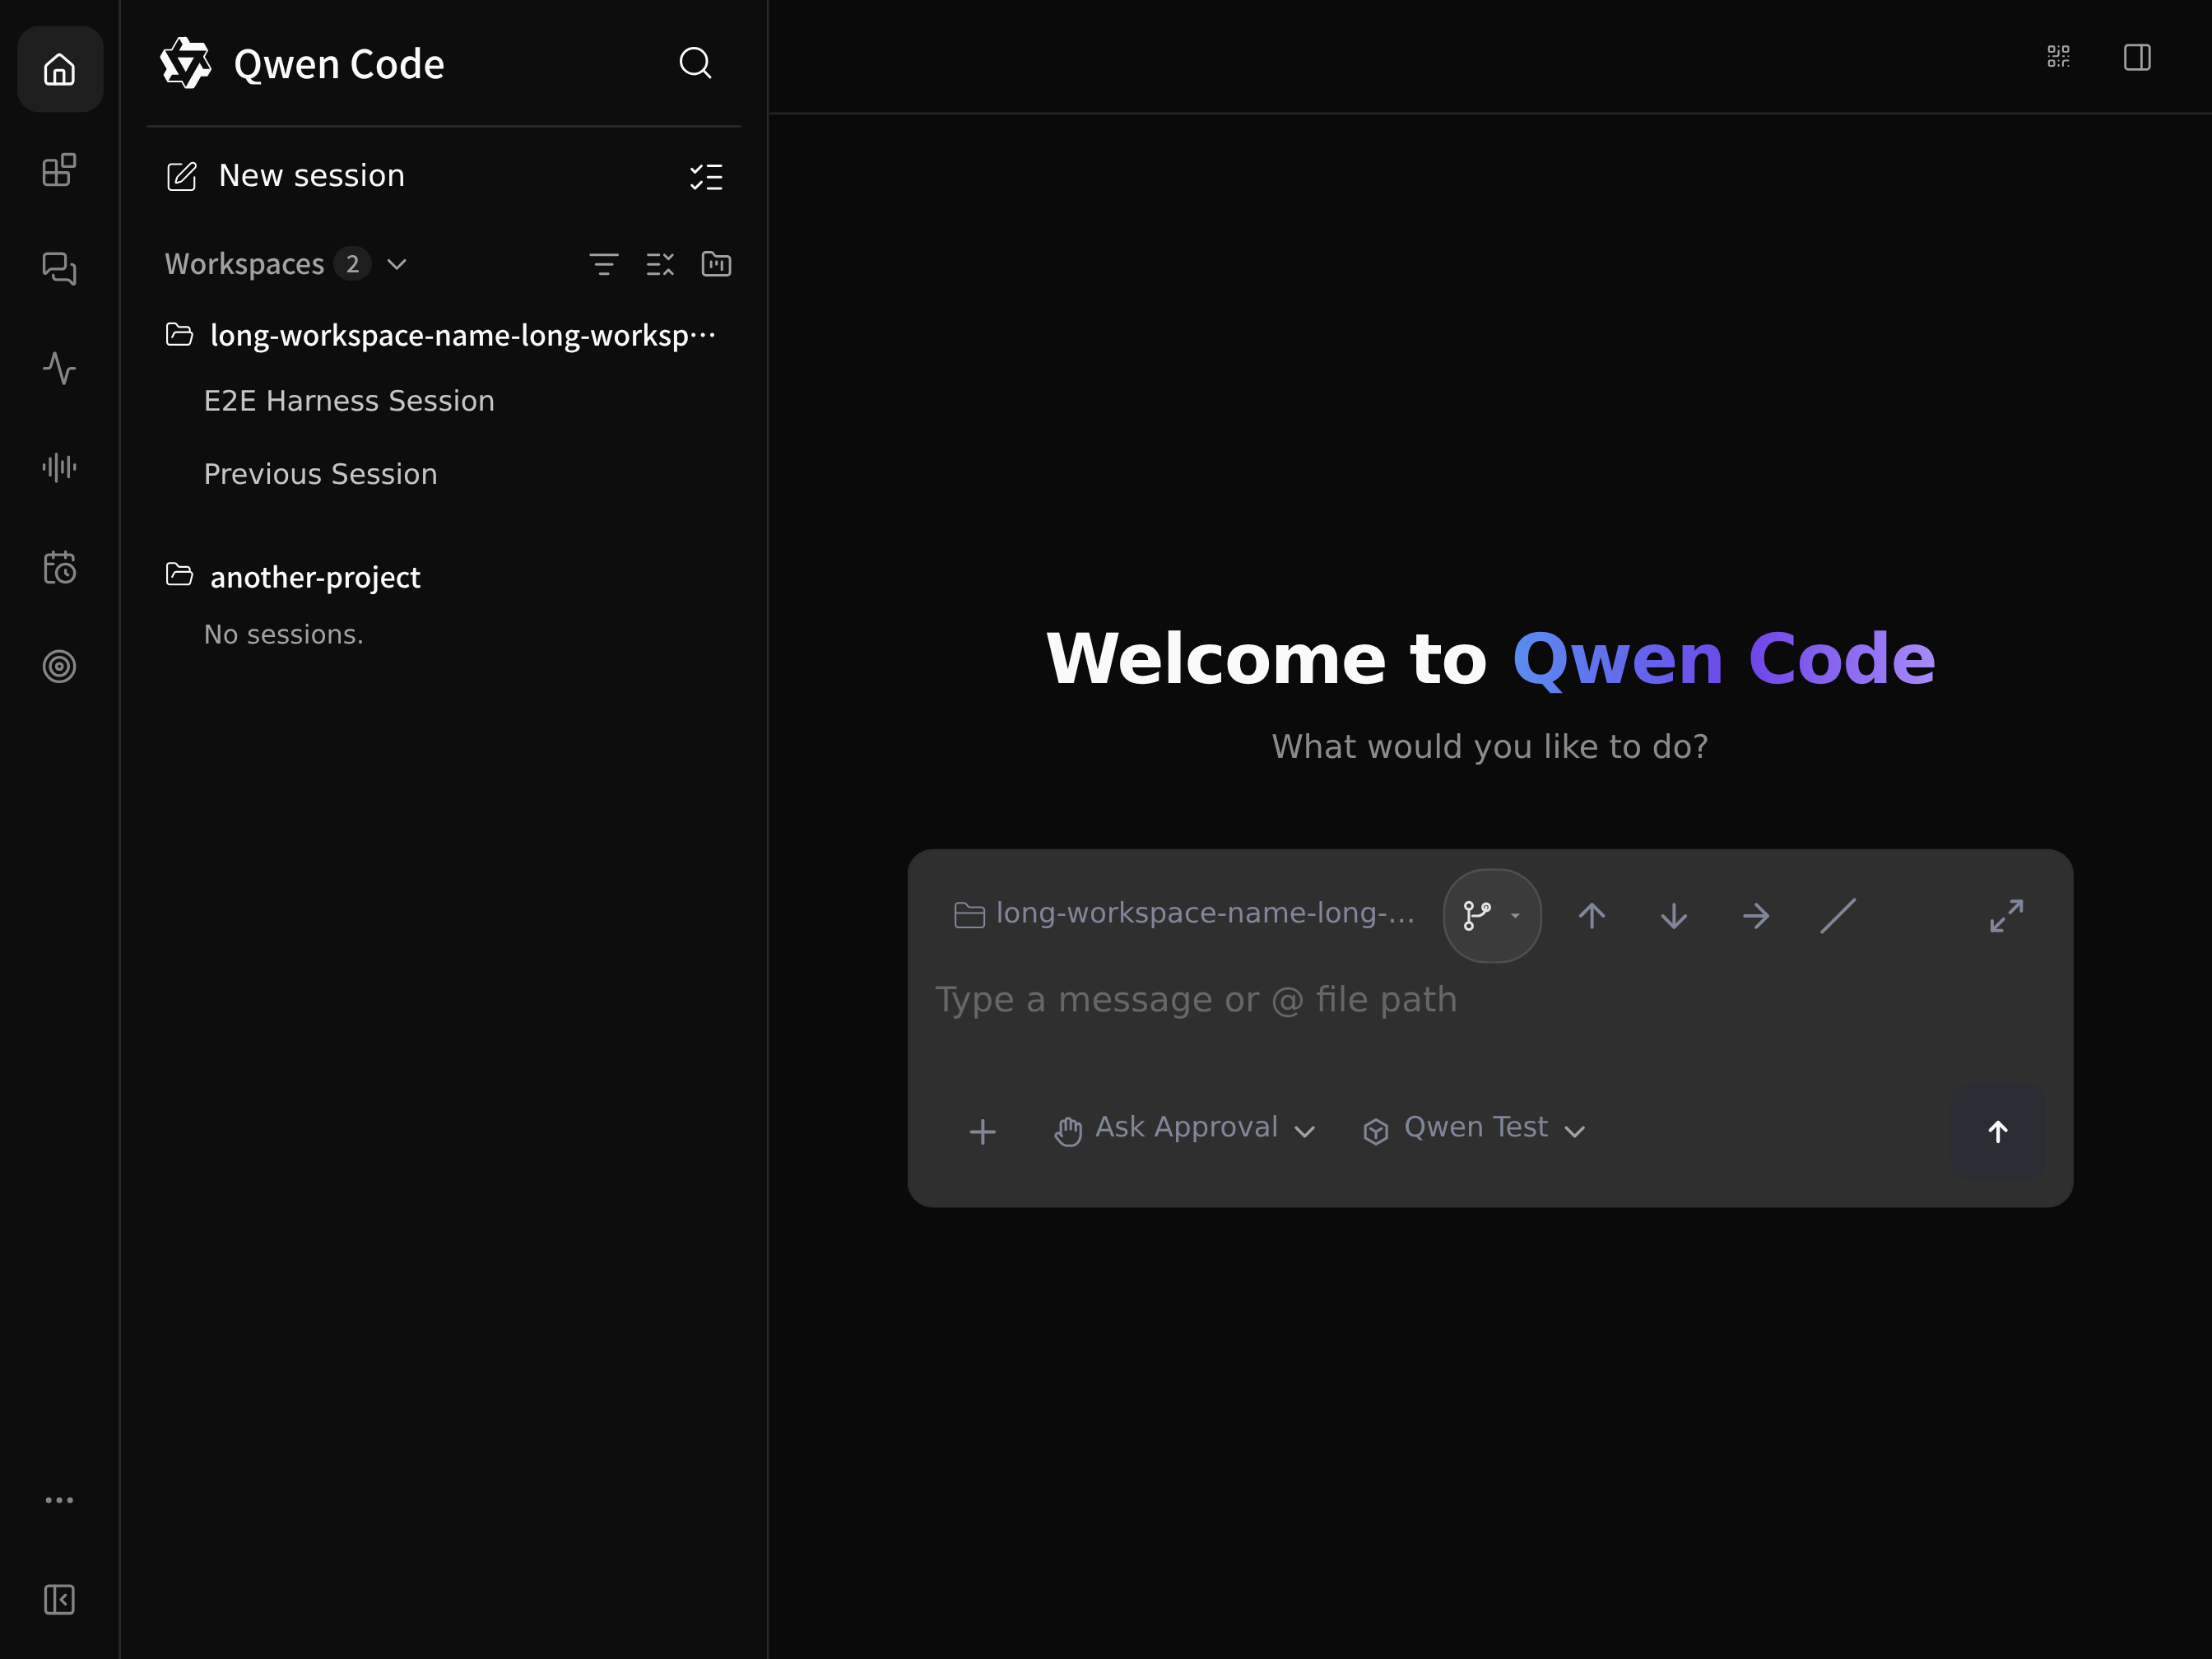 Qwen Code
New session
Workspaces 2
long-workspace-name-long-worksp···
E2E Harness Session
Previous Session
another-project
No sessions.
Welcome to Qwen Code
What would you like to do?
long-workspace-name-long-...
Type a message or @ file path
Ask Approval
Qwen Test